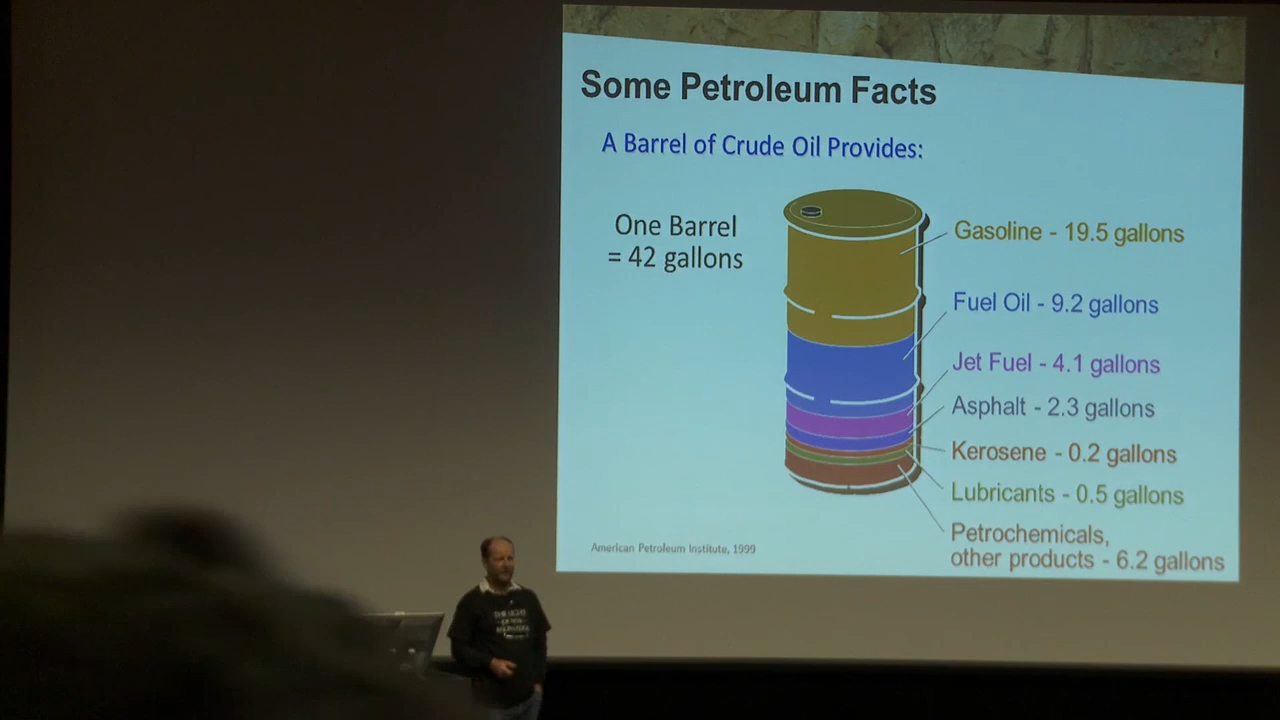 Some Petroleum Facts
A Barrel of Crude Oil Provides:
One Barrel
= 42 gallons
Gasoline - 19.5 gallons
Fuel Oil - 9.2 gallons
Jet Fuel - 4.1 gallons
Asphalt - 2.3 gallons
Kerosene - 0.2 gallons
Lubricants - 0.5 gallons
Petrochemicals,
other products - 6.2 gallons
American Petroleum Institute, 1999